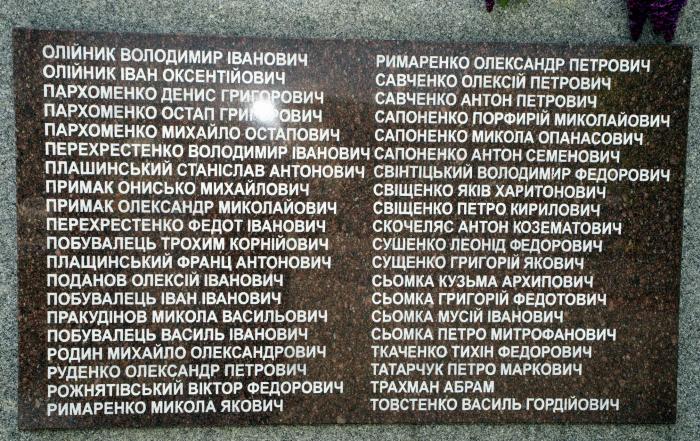 ОЛІЙНИК ВОЛОДИМИР ІВАНОВИЧ
ОЛІЙНИК ІВАН ОКСЕНТІЙОВИЧ
ПАРХОМЕНКО ДЕНИС ГРИГОРОВИЧ
ПАРХОМЕНКО ОСТАП ГРИГОРОВИЧ
ПАРХОМЕНКО МИХАЙЛО ОСТАПОВИЧ
ПЕРЕХРЕСТЕНКО ВОЛОДИМИР ІВАНОВИЧ
ПЛАШИНСЬКИЙ СТАНІСЛАВ АНТОНОВИЧ
ПРИМАК ОНИСЬКО МИХАЙЛОВИЧ
ПРИМАК ОЛЕКСАНДР МИКОЛАЙОВИЧ
ПЕРЕХРЕСТЕНКО ФЕДОТ ІВАНОВИЧ
ПОБУВАЛЕЦЬ ТРОХИМ КОРНІЙОВИЧ
ПЛАЩИНСЬКИЙ ФРАНЦ АНТОНОВИЧ
ПОДАНОВ ОЛЕКСІЙ ІВАНОВИЧ
ПОБУВАЛЕЦЬ ІВАН ІВАНОВИЧ
ПРАКУДІНОВ МИКОЛА ВАСИЛЬОВИЧ
ПОБУВАЛЕЦЬ ВАСИЛЬ ІВАНОВИЧ
РОДИН МИХАЙЛО ОЛЕКСАНДРОВИЧ
РУДЕНКО ОЛЕКСАНДР ПЕТРОВИЧ
РОЖНЯТІВСЬКИЙ ВІКТОР ФЕДОРОВИЧ
РИМАРЕНКО МИКОЛА ЯКОВИЧ
РИМАРЕНКО ОЛЕКСАНДР ПЕТРОВИЧ
САВЧЕНКО ОЛЕКСІЙ ПЕТРОВИЧ
САВЧЕНКО АНТОН ПЕТРОВИЧ
САПОНЕНКО ПОРФИРІЙ МИКОЛАЙОВИЧ
САПОНЕНКО МИКОЛА ОПАНАСОВИЧ
САПОНЕНКО АНТОН СЕМЕНОВИЧ
СВІНТІЦЬКИЙ ВОЛОДИМИР ФЕДОРОВИЧ
СВІЩЕНКО ЯКІВ ХАРИТОНОВИЧ
СВІЩЕНКО ПЕТРО КИРИЛОВИЧ
СКОЧЕЛЯС АНТОН КОЗЕМАТОВИЧ
СУШЕНКО ЛЕОНІД ФЕДОРОВИЧ
СУЩЕНКО ГРИГОРІЙ ЯКОВИЧ
СЬОМКА КУЗЬМА АРХИПОВИЧ
СЬОМКА ГРИГОРІЙ ФЕДОТОВИЧ
СЬОМКА МУСІЙ ІВАНОВИЧ
СЬОМКА ПЕТРО МИТРОФАНОВИЧ
ТКАЧЕНКО ТИХІН ФЕДОРОВИЧ
ТАТАРЧУК ПЕТРО МАРКОВИЧ
ТРАХМАН АБРАМ
ТОВСТЕНКО ВАСИЛЬ ГОРДІЙОВИЧ